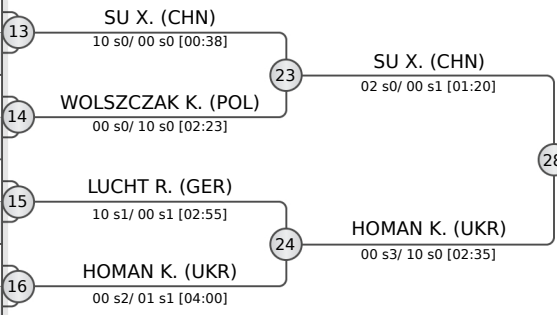 13
SU X. (CHN)
10 s0/ 00 s0 [00:38]
23
SU X. (CHN)
02 s0/ 00 s1 [01:20]
14
WOLSZCZAK K. (POL)
00 s0/ 10 s0 [02:23]
28
15
LUCHT R. (GER)
10 s1/ 00 s1 [02:55]
24
HOMAN K. (UKR)
00 s3/ 10 s0 [02:35]
16
HOMAN K. (UKR)
00 s2/ 01 s1 [04:00]